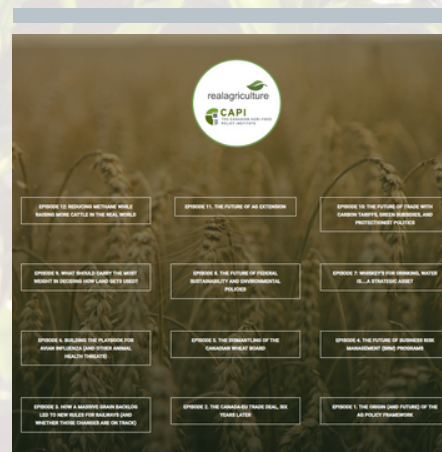 realagriculture
CAPI
THE CANADIAN AGRI-FOOD
POLICY INSTITUTE
EPISODE 12: REDUCING METHANE WHILE
RAISING MORE CATTLE IN THE REAL WORLD
EPISODE 11. THE FUTURE OF AG EXTENSION
EPISODE 10: THE FUTURE OF TRADE WITH
CARBON TARIFFS, GREEN SUBSIDIES, AND
PROTECTIONIST POLITICS
EPISODE 9. WHAT SHOULD CARRY THE MOST
WEIGHT IN DECIDING HOW LAND GETS USED?
EPISODE 8. THE FUTURE OF FEDERAL
SUSTAINABILITY AND ENVIRONMENTAL
POLICIES
EPISODE 7: WHISKEY'S FOR DRINKING, WATER
IS...A STRATEGIC ASSET
EPISODE 6. BUILDING THE PLAYBOOK FOR
AVIAN INFLUENZA (AND OTHER ANIMAL
HEALTH THREATS)
EPISODE 5. THE DISMANTLING OF THE
CANADIAN WHEAT BOARD
EPISODE 4. THE FUTURE OF BUSINESS RISK
MANAGEMENT (BRM) PROGRAMS
EPISODE 3. HOW A MASSIVE GRAIN BACKLOG
LED TO NEW RULES FOR RAILWAYS (AND
WHETHER THOSE CHANGES ARE ON TRACK)
EPISODE 2. THE CANADA-EU TRADE DEAL, SIX
YEARS LATER
EPISODE 1. THE ORIGIN (AND FUTURE) OF THE
AG POLICY FRAMEWORK